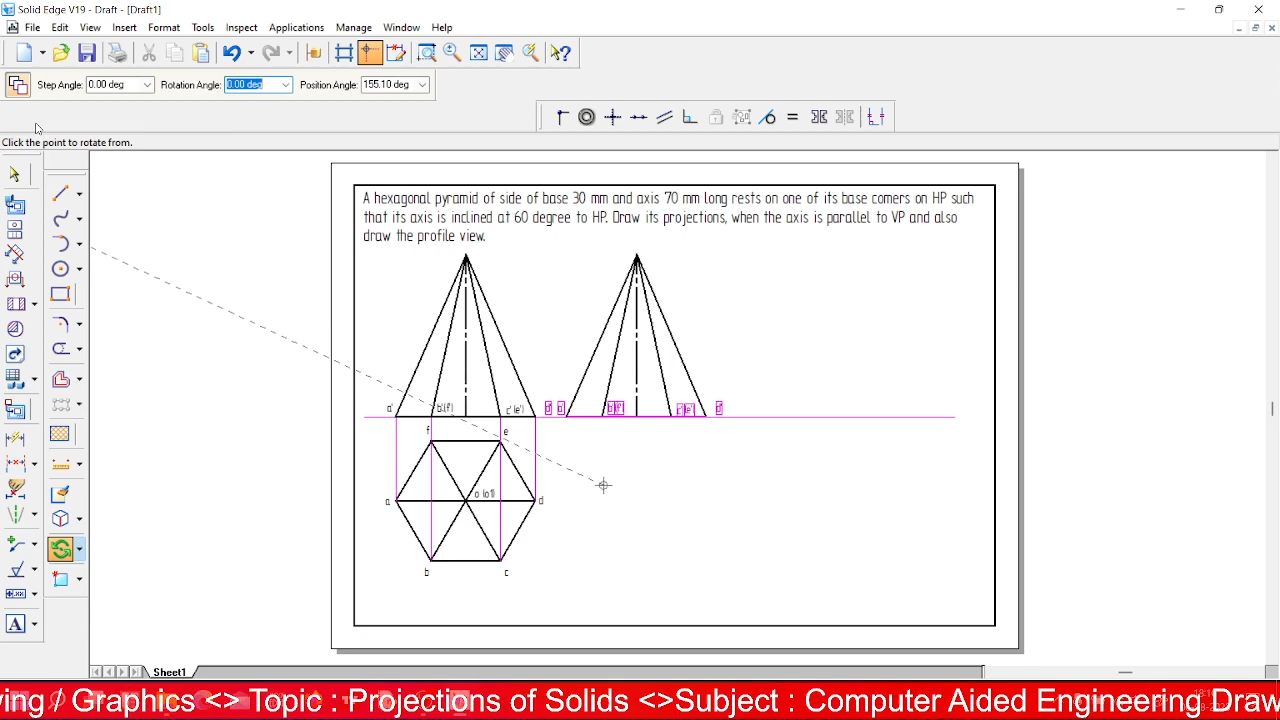 Solid Edge V19 - Draft - [Draft1]
File Edit View Insert Format Tools Inspect Applications Manage Window Help
Step Angle: 0.00 deg Rotation Angle: 0.00 deg Position Angle: 155.10 deg
Click the point to rotate from.
A hexagonal pyramid of side of base 30 mm and axis 70 mm long rests on one of its base corners on HP such
that its axis is inclined at 60 degree to HP. Draw its projections, when the axis is parallel to VP and also
draw the profile view.
a' b'(f') c'(e') d' a' b'(f') c'(e') d'
f e
a o (o1) d
b c
A
Sheet1
ving / Graphics <> Topic : Projections of Solids <>Subject : Computer Aided Engineering Draw